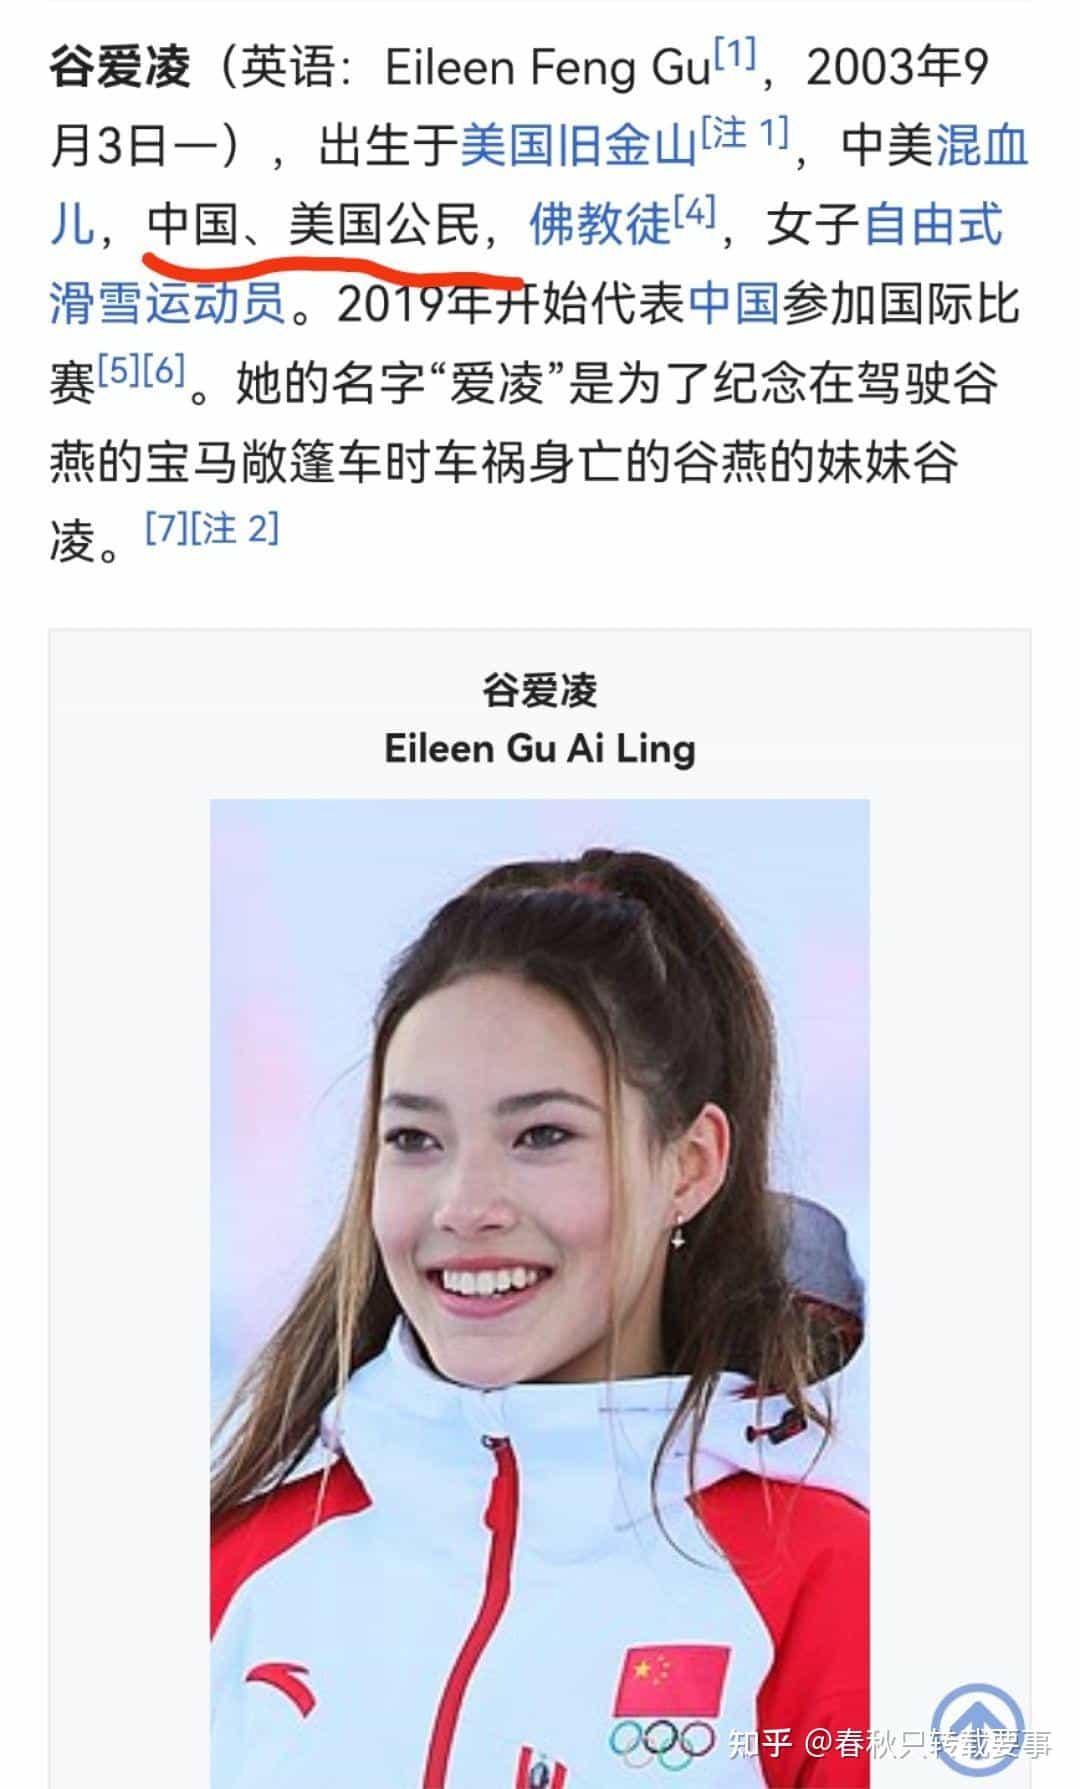 谷爱凌（英语：Eileen Feng Gu[1]，2003年9
月3日—），出生于美国旧金山[注 1]，中美混血
儿，中国、美国公民，佛教徒[4]，女子自由式
滑雪运动员。2019年开始代表中国参加国际比
赛[5][6]。她的名字“爱凌”是为了纪念在驾驶谷
燕的宝马敞篷车时车祸身亡的谷燕的妹妹谷
凌。[7][注 2]
谷爱凌
Eileen Gu Ai Ling
知乎 @春秋只转载要事